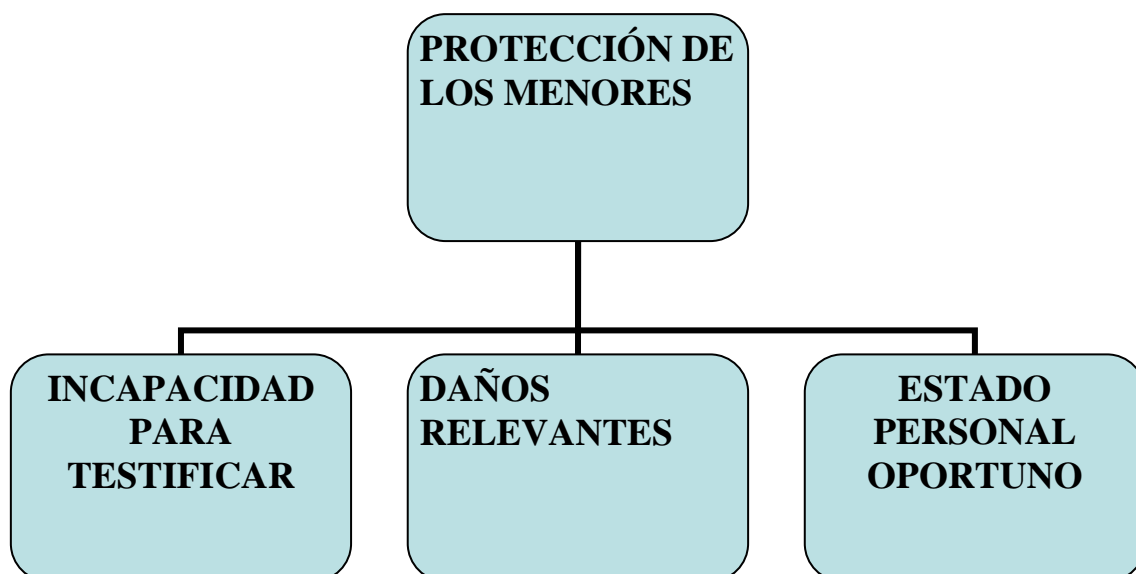 PROTECCIÓN DE
LOS MENORES
INCAPACIDAD
PARA
TESTIFICAR
DAÑOS
RELEVANTES
ESTADO
PERSONAL
OPORTUNO